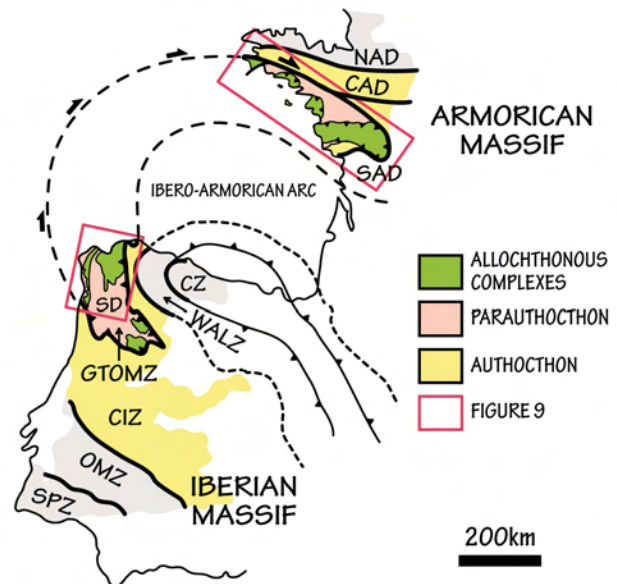 NAD
CAD
ARMORICAN
MASSIF
SAD
IBERO-ARMORICAN ARC
CZ
SD
WALZ
GTOMZ
CIZ
OMZ
SPZ
IBERIAN
MASSIF
ALLOCHTHONOUS
COMPLEXES
PARAUTHOCTHON
AUTHOCTHON
FIGURE 9
200km